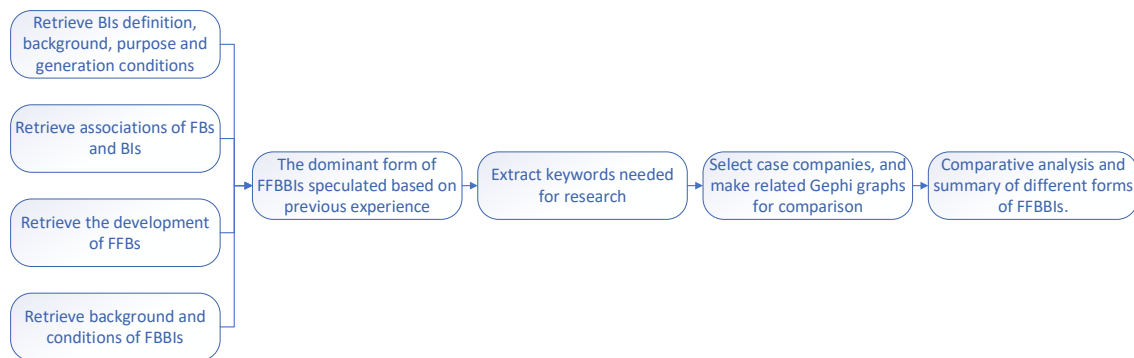 Retrieve BIs definition,
background, purpose and
generation conditions
Retrieve associations of FBs
and BIs
Retrieve the development
of FFBs
Retrieve background and
conditions of FBBIs
The dominant form of
FFBBIs speculated based on
previous experience
Extract keywords needed
for research
Select case companies, and
make related Gephi graphs
for comparison
Comparative analysis and
summary of different forms
of FFBBIs.